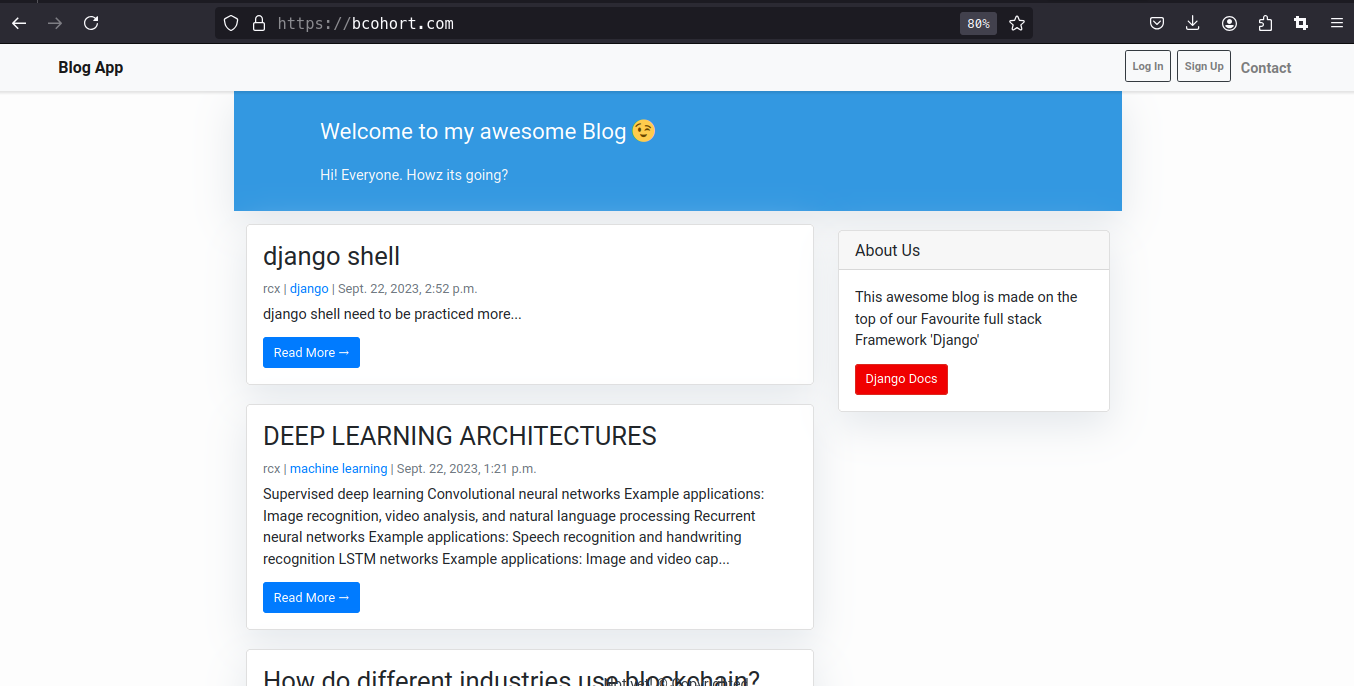 https://bcohort.com
80%
Blog App
Log In
Sign Up
Contact
Welcome to my awesome Blog 😉
Hi! Everyone. Howz its going?
django shell
rcx | django | Sept. 22, 2023, 2:52 p.m.
django shell need to be practiced more...
Read More →
About Us
This awesome blog is made on the
top of our Favourite full stack
Framework 'Django'
Django Docs
DEEP LEARNING ARCHITECTURES
rcx | machine learning | Sept. 22, 2023, 1:21 p.m.
Supervised deep learning Convolutional neural networks Example applications:
Image recognition, video analysis, and natural language processing Recurrent
neural networks Example applications: Speech recognition and handwriting
recognition LSTM networks Example applications: Image and video cap...
Read More →
How do different industries use blockchain?